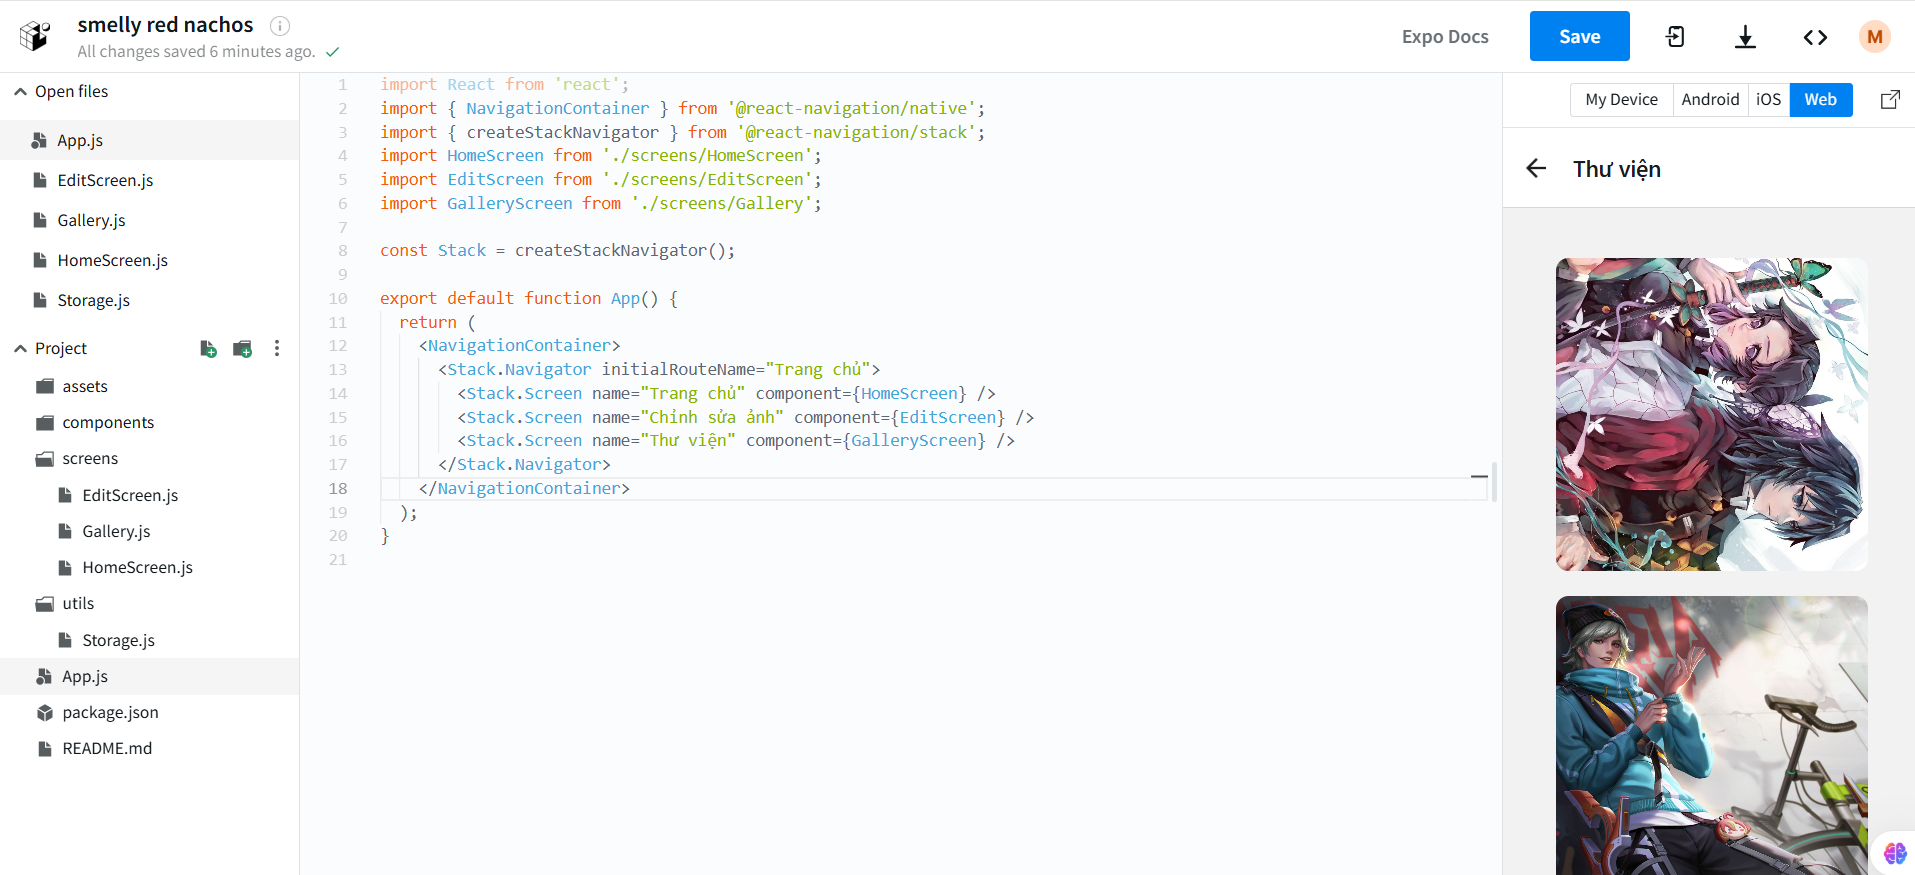 smelly red nachos
All changes saved 6 minutes ago.
Expo Docs
Save
M
Open files
App.js
EditScreen.js
Gallery.js
HomeScreen.js
Storage.js
Project
assets
components
screens
EditScreen.js
Gallery.js
HomeScreen.js
utils
Storage.js
App.js
package.json
README.md
1 import React from 'react';
2 import { NavigationContainer } from '@react-navigation/native';
3 import { createStackNavigator } from '@react-navigation/stack';
4 import HomeScreen from './screens/HomeScreen';
5 import EditScreen from './screens/EditScreen';
6 import GalleryScreen from './screens/Gallery';
7
8 const Stack = createStackNavigator();
9
10 export default function App() {
11   return (
12     <NavigationContainer>
13       <Stack.Navigator initialRouteName="Trang chủ">
14         <Stack.Screen name="Trang chủ" component={HomeScreen} />
15         <Stack.Screen name="Chỉnh sửa ảnh" component={EditScreen} />
16         <Stack.Screen name="Thư viện" component={GalleryScreen} />
17       </Stack.Navigator>
18     </NavigationContainer>
19   );
20 }
21
My Device Android iOS Web
Thư viện